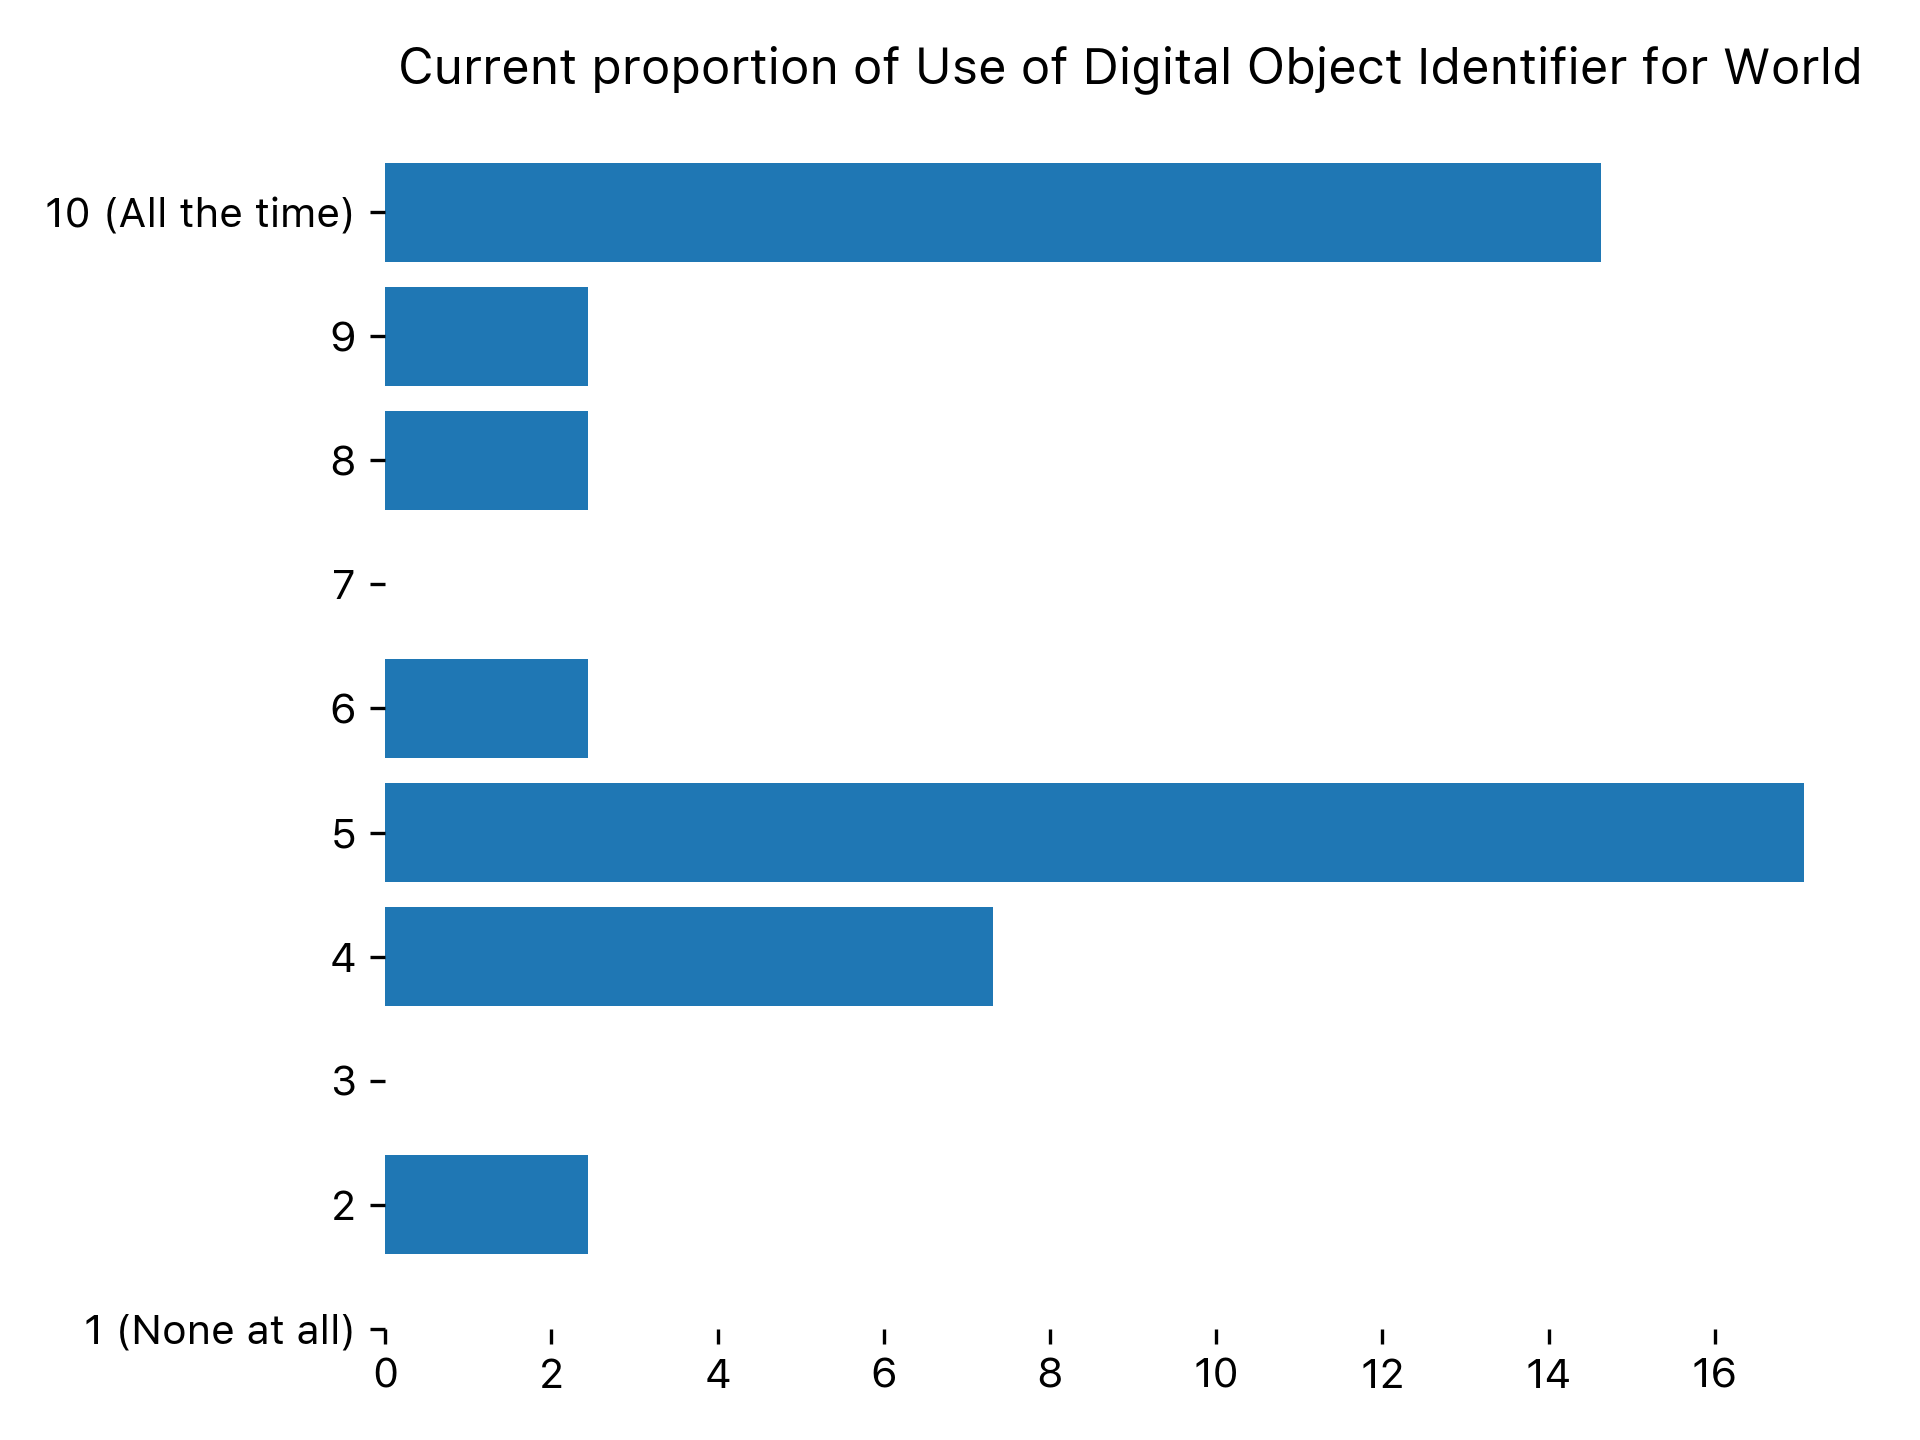 Current proportion of Use of Digital Object Identifier for World
10 (All the time)
9
8
7
6
5
4
3
2
1 (None at all)
0 2 4 6 8 10 12 14 16